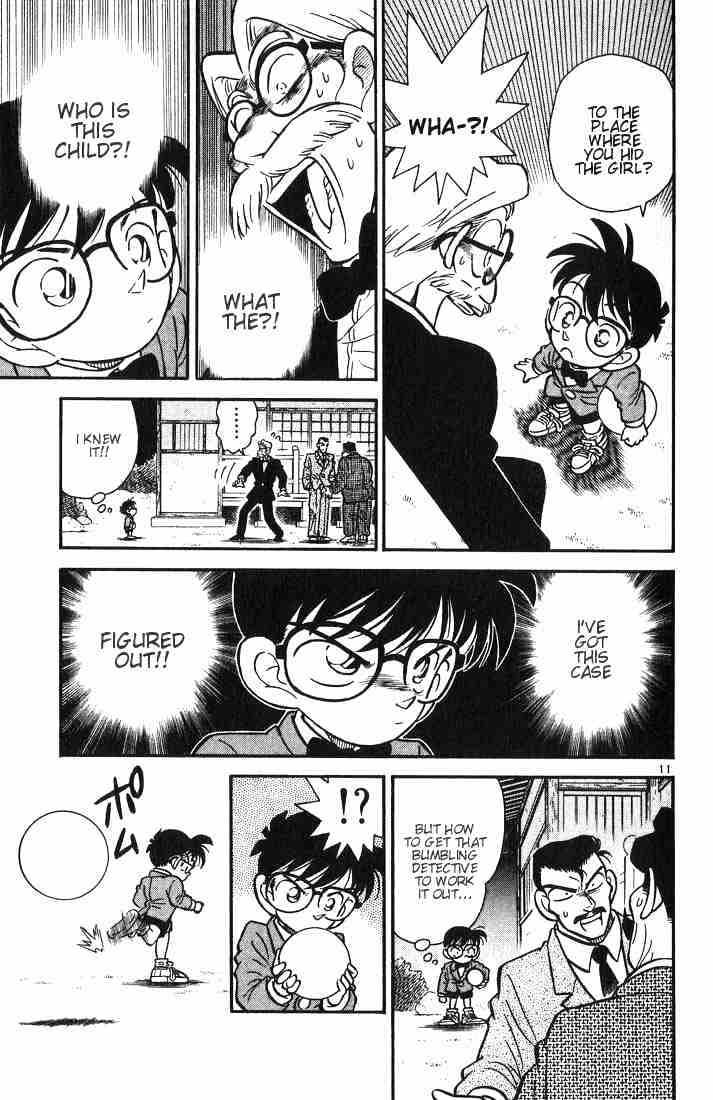 TO THE
PLACE
WHERE
YOU HID
THE GIRL?
WHA-?!
WHAT
THE?!
WHO IS
THIS
CHILD?!
......
I KNEW
IT!!
I'VE
GOT
THIS
CASE
FIGURED
OUT!!
11
BUT HOW
TO GET THAT
BUMBLING
DETECTIVE
TO WORK
IT OUT...
!?
ポム